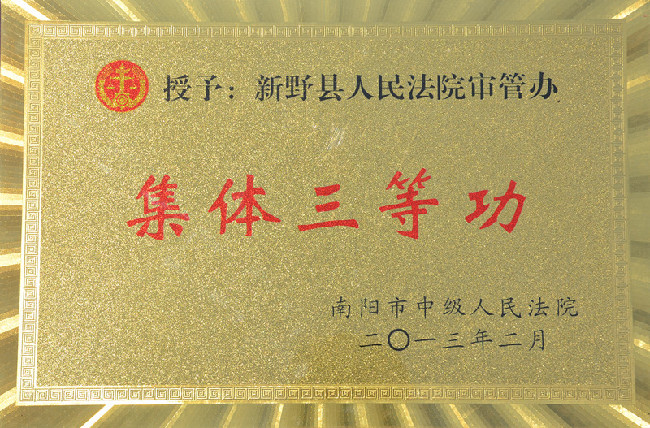 授予：新野县人民法院审管办
集体三等功
南阳市中级人民法院
二〇一三年二月